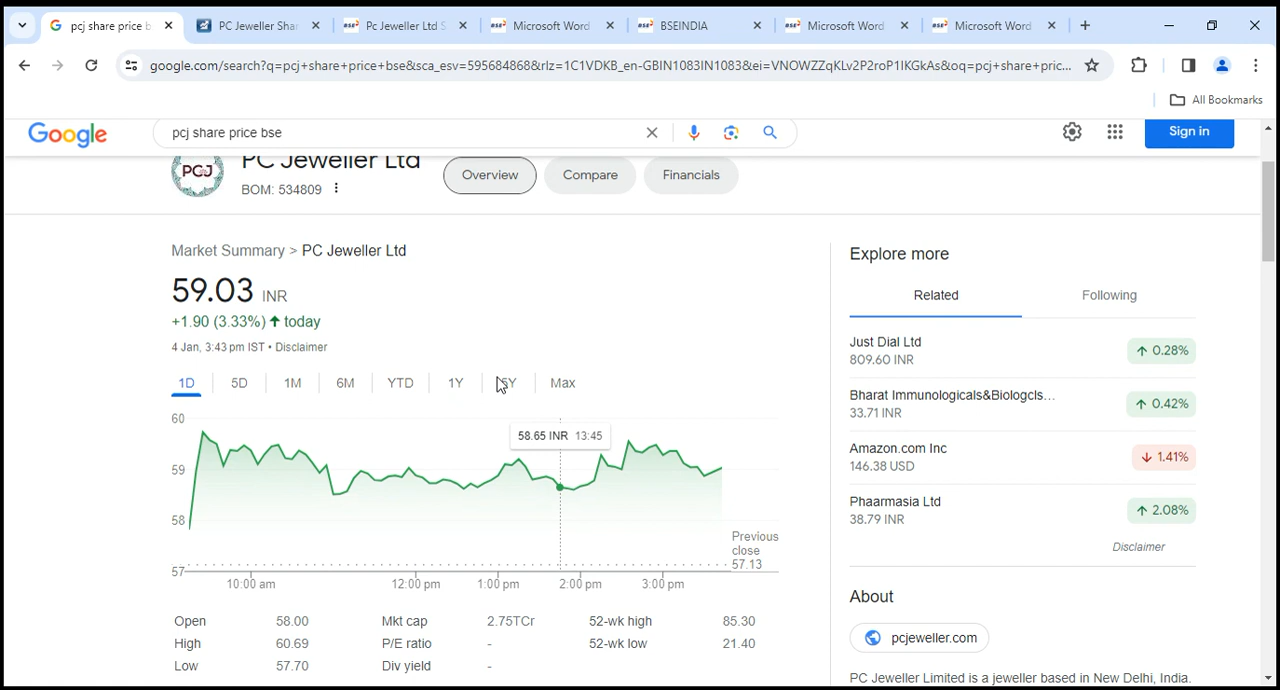 pcj share price b
PC Jeweller Shar
Pc Jeweller Ltd S
Microsoft Word
BSEINDIA
Microsoft Word
Microsoft Word
google.com/search?q=pcj+share+price+bse&sca_esv=595684868&rlz=1C1VDKB_en-GBIN1083IN1083&ei=VNOWZZqKLv2P2roP1IKGkAs&oq=pcj+share+pric...
All Bookmarks
Google
pcj share price bse
Sign in
PCJ
PC Jeweller Ltd
BOM: 534809
Overview
Compare
Financials
Market Summary > PC Jeweller Ltd
59.03 INR
+1.90 (3.33%) ↑ today
4 Jan, 3:43 pm IST • Disclaimer
1D 5D 1M 6M YTD 1Y 5Y Max
60
59
58
57
58.65 INR 13:45
Previous
close
57.13
10:00 am 12:00 pm 1:00 pm 2:00 pm 3:00 pm
Open 58.00 Mkt cap 2.75TCr 52-wk high 85.30
High 60.69 P/E ratio - 52-wk low 21.40
Low 57.70 Div yield -
Explore more
Related Following
Just Dial Ltd
809.60 INR
↑ 0.28%
Bharat Immunologicals&Biologcls...
33.71 INR
↑ 0.42%
Amazon.com Inc
146.38 USD
↓ 1.41%
Phaarmasia Ltd
38.79 INR
↑ 2.08%
Disclaimer
About
pcjeweller.com
PC Jeweller Limited is a jeweller based in New Delhi, India.